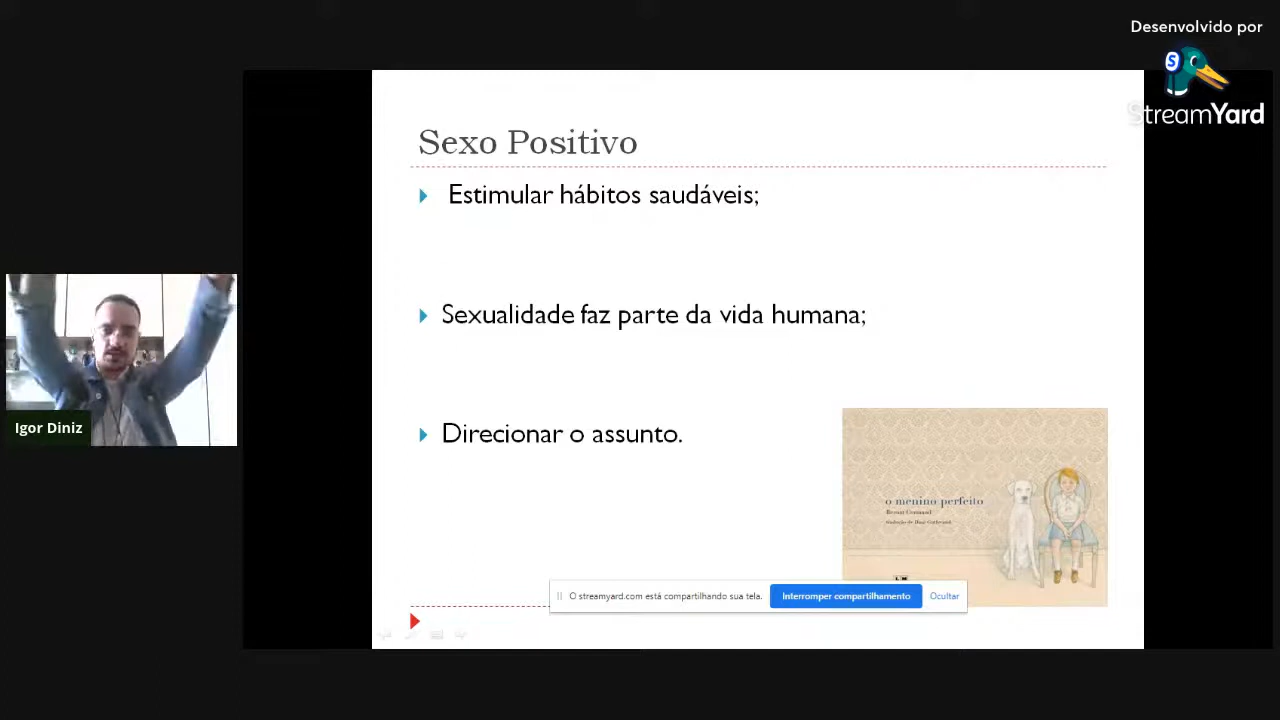 Desenvolvido por
StreamYard
Sexo Positivo
Estimular hábitos saudáveis;
Sexualidade faz parte da vida humana;
Igor Diniz
Direcionar o assunto.
o menino perfeito
O streamyard.com está compartilhando sua tela.
Interromper compartilhamento
Ocultar